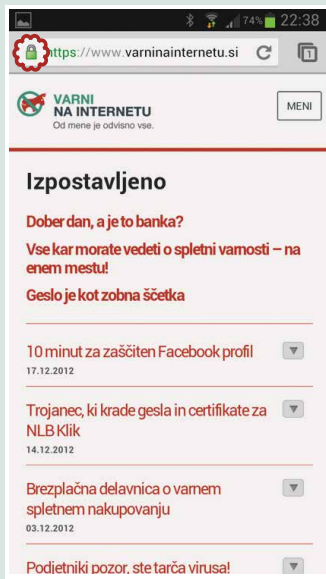 74% 22:38
https://www.varninainternetu.si
1
VARNI
NA INTERNETU
Od mene je odvisno vse.
MENI
Izpostavljeno
Dober dan, a je to banka?
Vse kar morate vedeti o spletni varnosti – na
enem mestu!
Geslo je kot zobna ščetka
10 minut za zaščiten Facebook profil
17.12.2012
Trojanec, ki krade gesla in certifikate za
NLB Klik
14.12.2012
Brezplačna delavnica o varnem
spletnem nakupovanju
03.12.2012
Podjetniki pozor, ste tarča virusa!